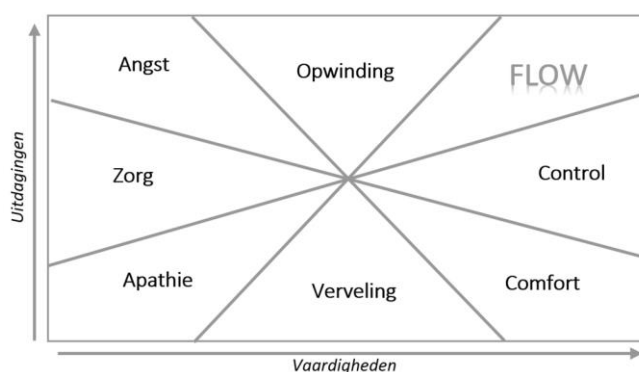 Angst
Opwinding
FLOW
Uitdagingen
Zorg
Control
Apathie
Verveling
Comfort
Vaardigheden